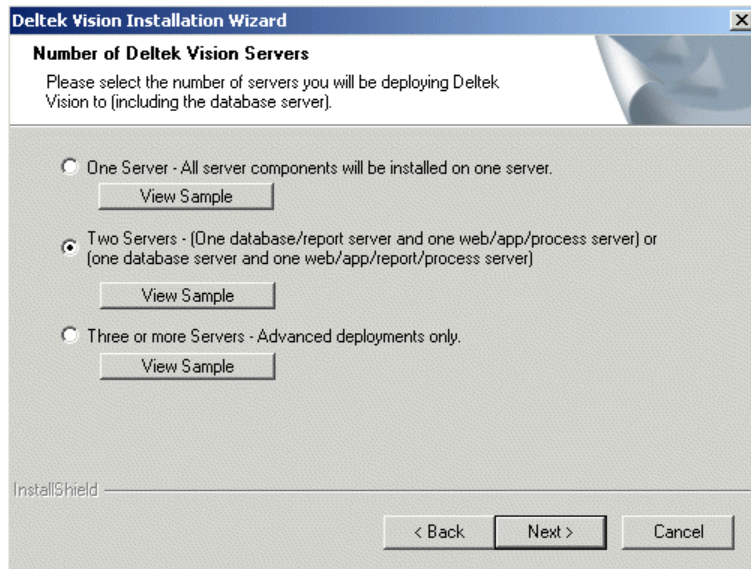 Deltek Vision Installation Wizard
Number of Deltek Vision Servers
Please select the number of servers you will be deploying Deltek
Vision to (including the database server).
One Server - All server components will be installed on one server.
View Sample
Two Servers - (One database/report server and one web/app/process server) or
(one database server and one web/app/report/process server)
View Sample
Three or more Servers - Advanced deployments only.
View Sample
InstallShield
< Back
Next >
Cancel